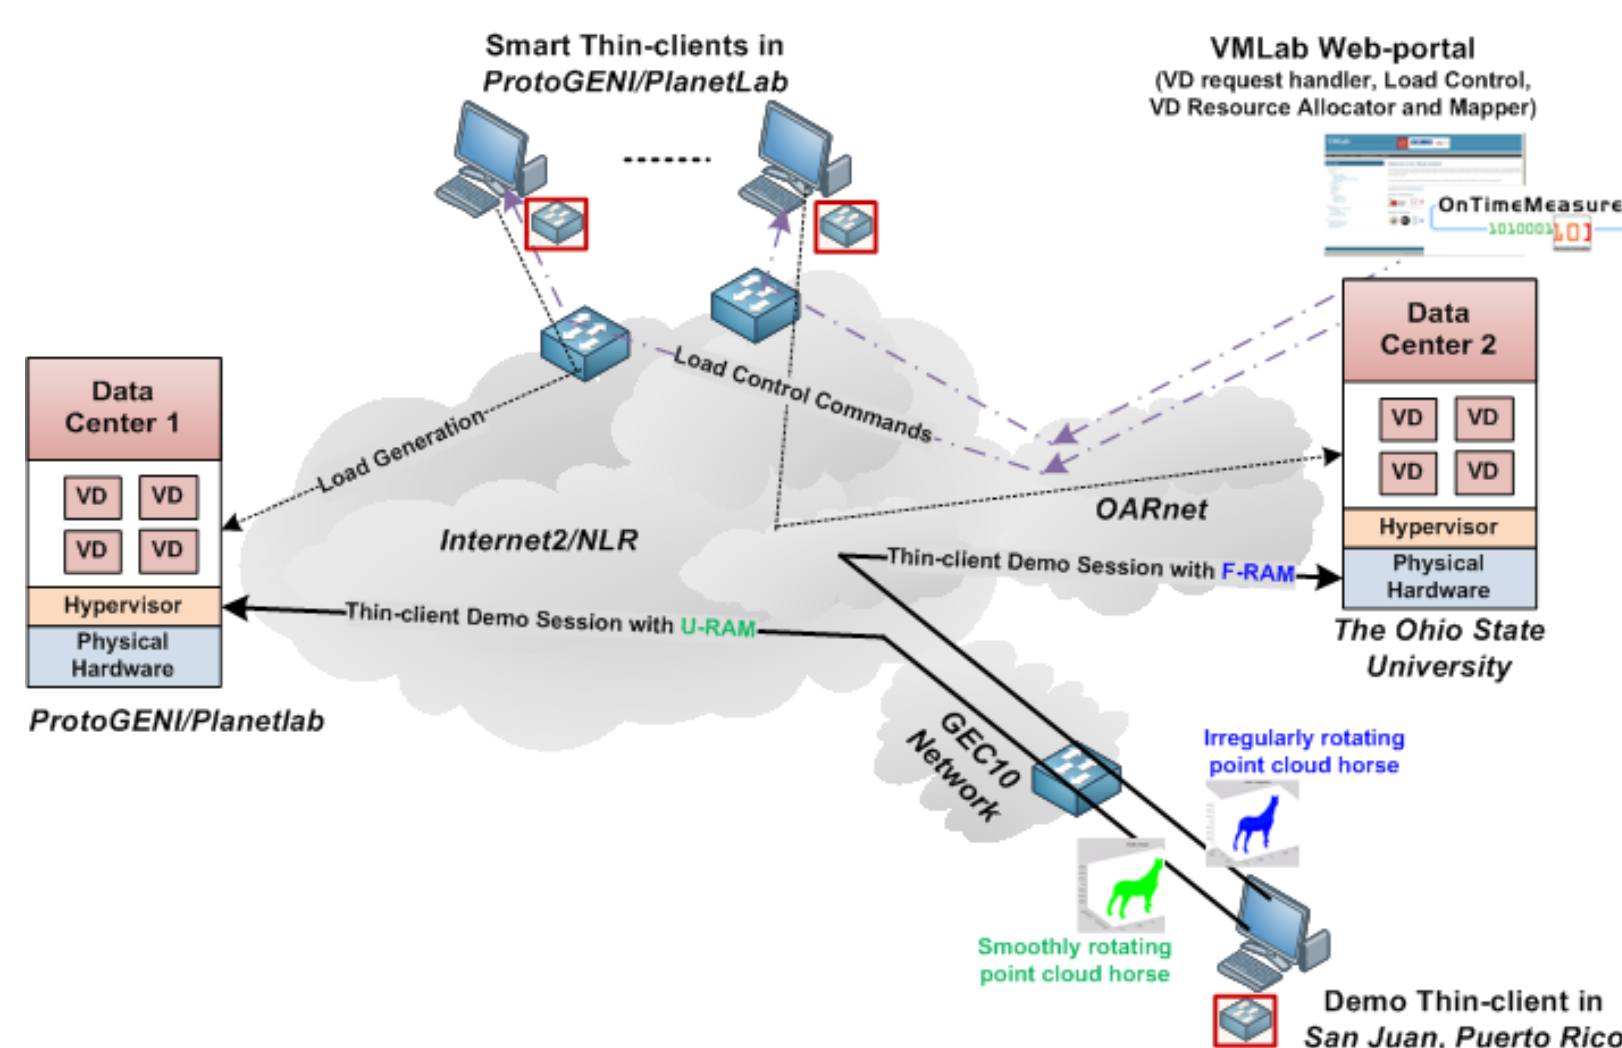 Smart Thin-clients in
ProtoGENI/PlanetLab
VMLab Web-portal
(VD request handler, Load Control,
VD Resource Allocator and Mapper)
OnTimeMeasure
1010001101
Data
Center 2
VD VD
VD VD
Hypervisor
Physical
Hardware
The Ohio State
University
Data
Center 1
VD VD
VD VD
Hypervisor
Physical
Hardware
ProtoGENI/Planetlab
Load Generation
Load Control Commands
Internet2/NLR
OARnet
Thin-client Demo Session with F-RAM
Thin-client Demo Session with U-RAM
GEC10
Network
Irregularly rotating
point cloud horse
Smoothly rotating
point cloud horse
Demo Thin-client in
San Juan, Puerto Rico